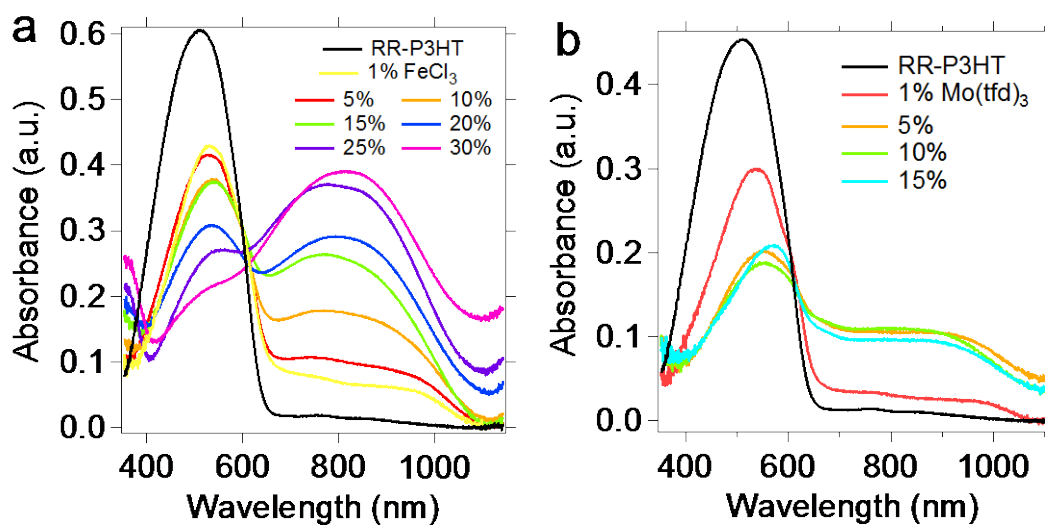 a
b
RR-P3HT
1% FeCl3
5% 10%
15% 20%
25% 30%
0.6
0.5
0.4
0.3
0.2
0.1
0.0
Absorbance (a.u.)
400 600 800 1000
Wavelength (nm)
RR-P3HT
1% Mo(tfd)3
5%
10%
15%
0.4
0.3
0.2
0.1
0.0
Absorbance (a.u.)
400 600 800 1000
Wavelength (nm)